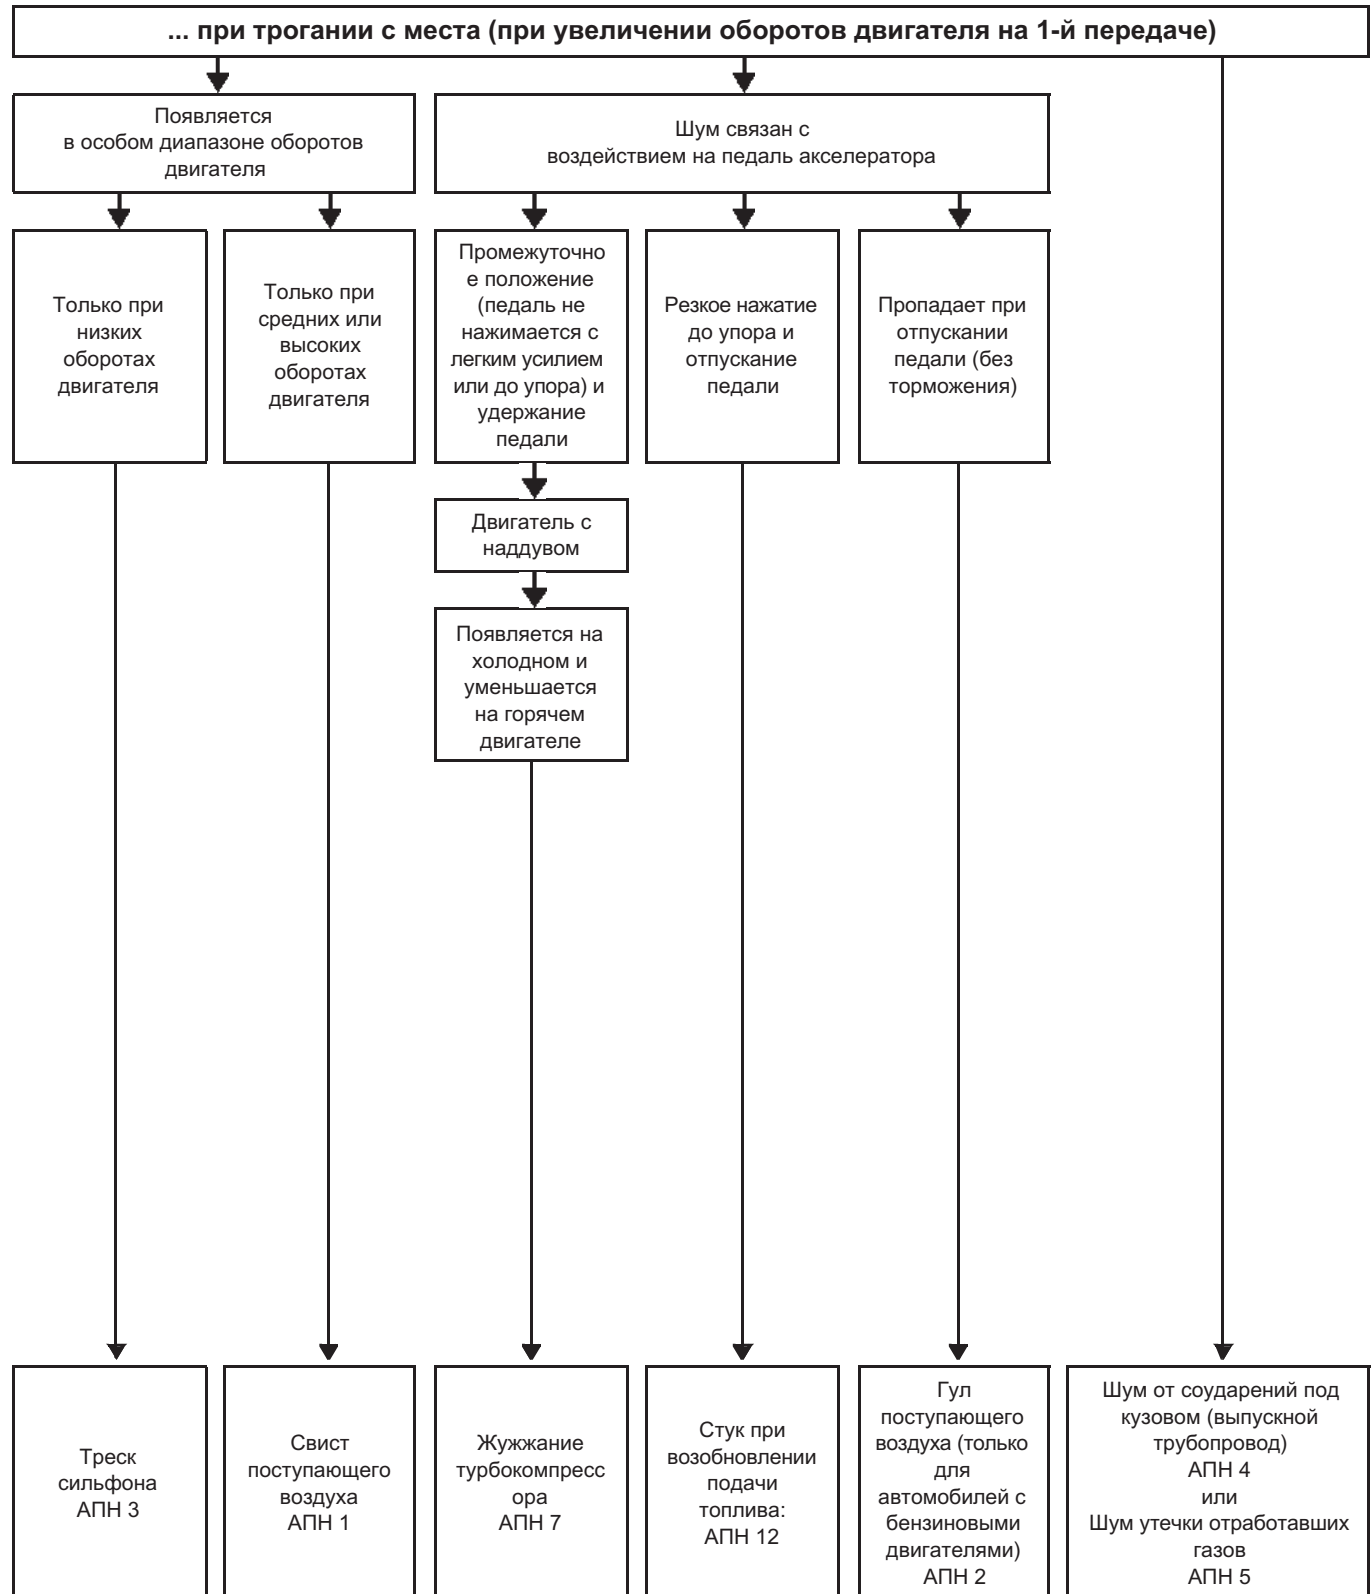 ... при трогании с места (при увеличении оборотов двигателя на 1-й передаче)
Появляется
в особом диапазоне оборотов
двигателя
Шум связан с
воздействием на педаль акселератора
Только при
низких
оборотах
двигателя
Только при
средних или
высоких
оборотах
двигателя
Промежуточно
е положение
(педаль не
нажимается с
легким усилием
или до упора) и
удержание
педали
Резкое нажатие
до упора и
отпускание
педали
Пропадает при
отпускании
педали (без
торможения)
Двигатель с
наддувом
Появляется на
холодном и
уменьшается
на горячем
двигателе
Треск
сильфона
АПН 3
Свист
поступающего
воздуха
АПН 1
Жужжание
турбокомпресс
ора
АПН 7
Стук при
возобновлении
подачи
топлива:
АПН 12
Гул
поступающего
воздуха (только
для
автомобилей с
бензиновыми
двигателями)
АПН 2
Шум от соударений под
кузовом (выпускной
трубопровод)
АПН 4
или
Шум утечки отработавших
газов
АПН 5